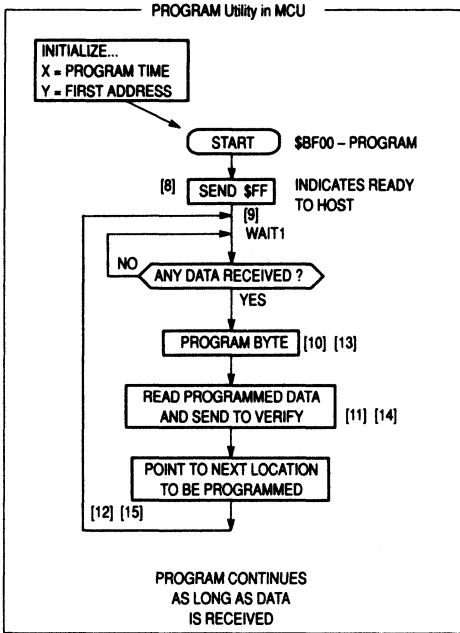 PROGRAM Utility in MCU
INITIALIZE...
X = PROGRAM TIME
Y = FIRST ADDRESS
START
$BF00 – PROGRAM
[8]
SEND $FF
INDICATES READY
TO HOST
[9]
WAIT1
NO
ANY DATA RECEIVED ?
YES
PROGRAM BYTE
[10] [13]
READ PROGRAMMED DATA
AND SEND TO VERIFY
[11] [14]
POINT TO NEXT LOCATION
TO BE PROGRAMMED
[12] [15]
PROGRAM CONTINUES
AS LONG AS DATA
IS RECEIVED